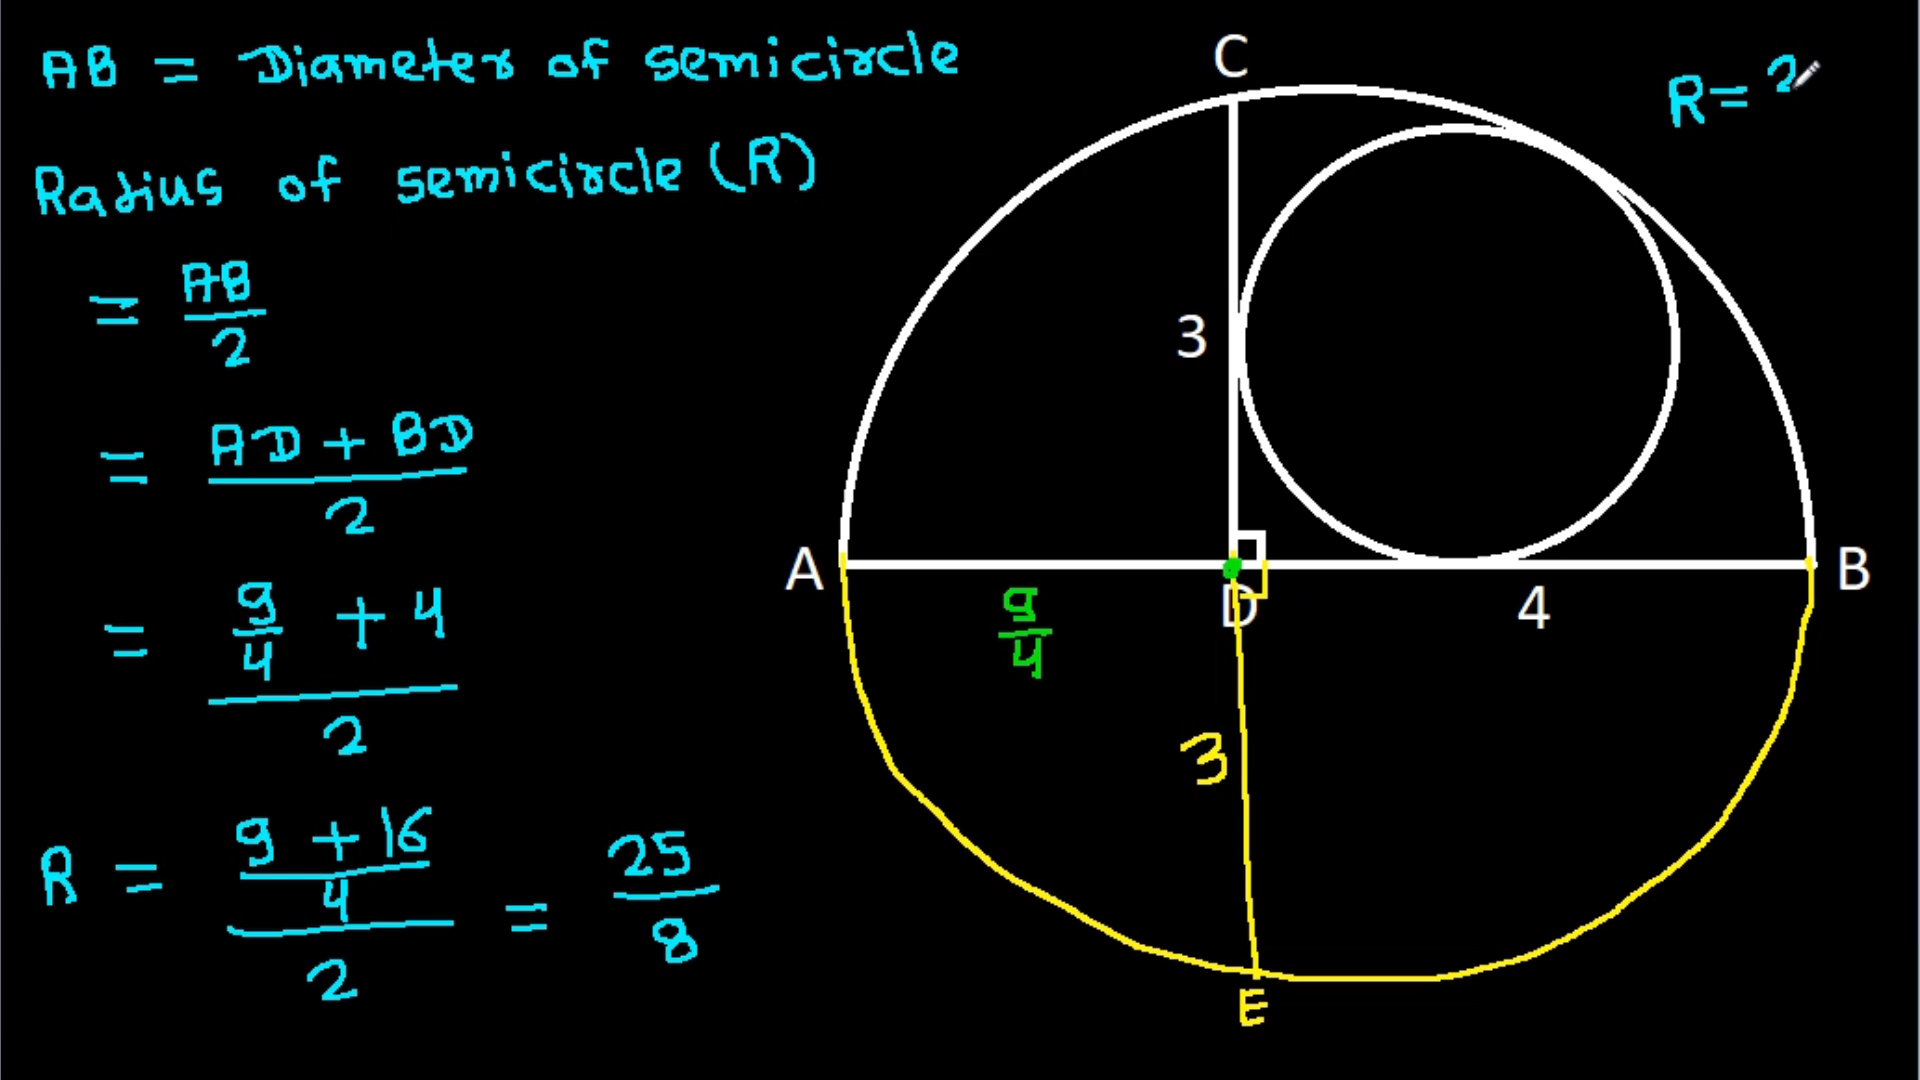 AB = Diameter of semicircle
Radius of semicircle (R)
= AB/2
= (AD + BD)/2
= (9/4 + 4)/2
R = ((9 + 16)/4)/2 = 25/8
R = 2
C
3
A
B
D
9/4
4
3
E